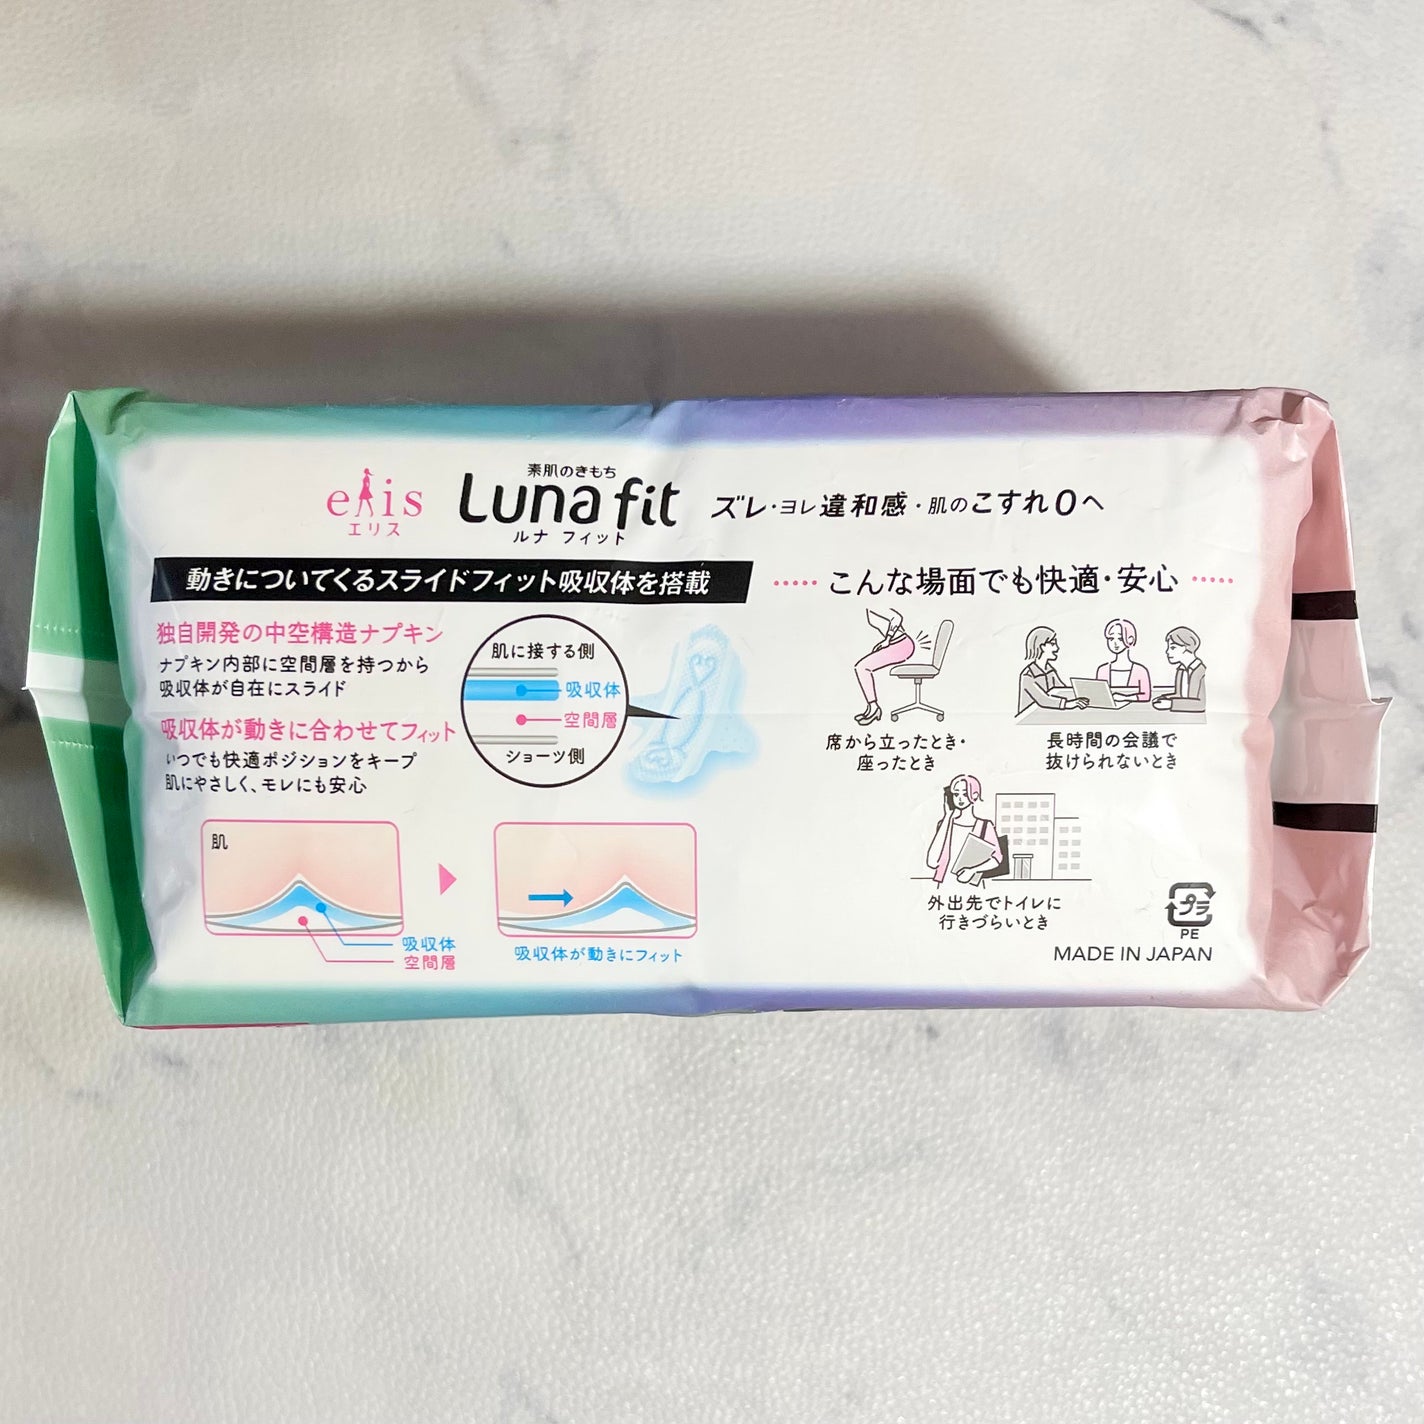 elis
エリス
素肌のきもち
Luna fit
ルナ フィット
ズレ・ヨレ違和感・肌のこすれ0へ
動きについてくるスライドフィット吸収体を搭載
独自開発の中空構造ナプキン
ナプキン内部に空間層を持つから
吸収体が自在にスライド
吸収体が動きに合わせてフィット
いつでも快適ポジションをキープ
肌にやさしく、モレにも安心
肌に接する側
吸収体
空間層
ショーツ側
肌
吸収体
空間層
吸収体が動きにフィット
こんな場面でも快適・安心
席から立ったとき・
座ったとき
長時間の会議で
抜けられないとき
外出先でトイレに
行きづらいとき
プラ
PE
MADE IN JAPAN